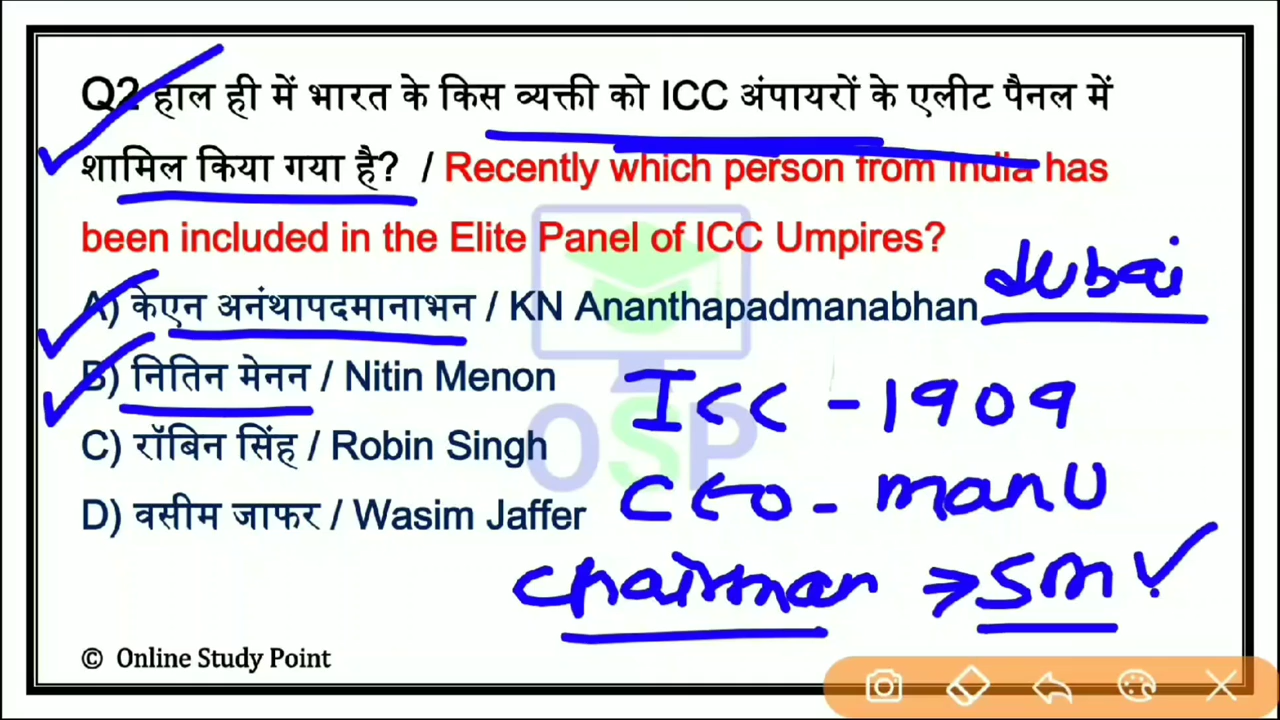 Q2 हाल ही में भारत के किस व्यक्ती को ICC अंपायरों के एलीट पैनल में
शामिल किया गया है? / Recently which person from India has
been included in the Elite Panel of ICC Umpires?
A) केएन अनंथापदमानाभन / KN Ananthapadmanabhan
dubai
B) नितिन मेनन / Nitin Menon
ICC - 1909
C) रॉबिन सिंह / Robin Singh
CEO - manu
D) वसीम जाफर / Wasim Jaffer
chairman => SM
OSP
© Online Study Point